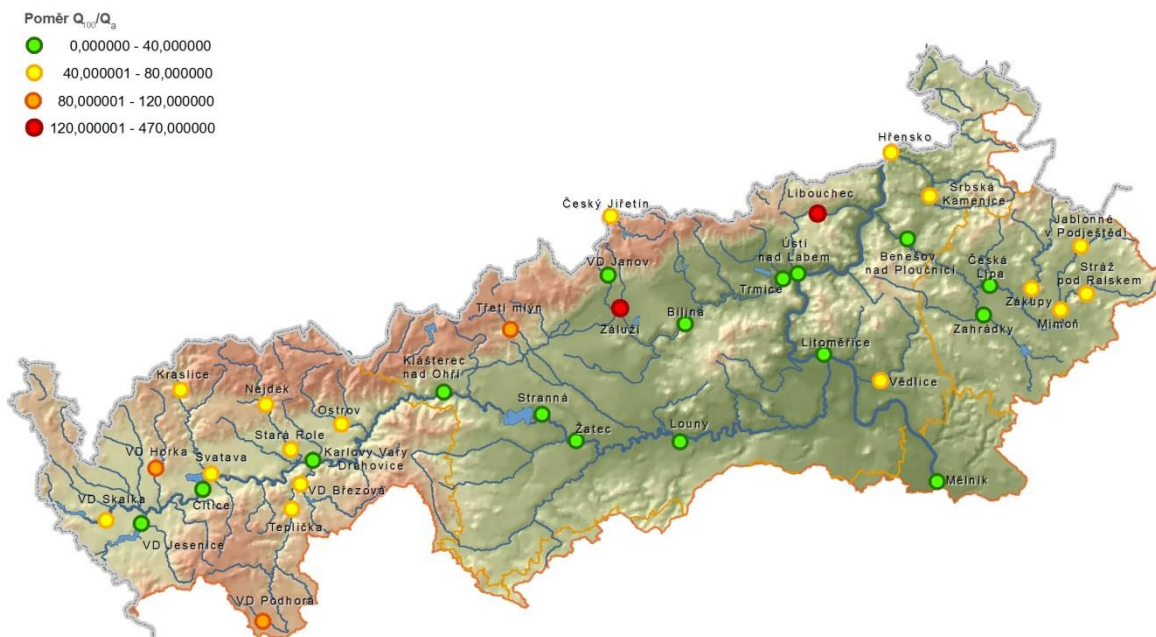 Poměr Q100/Qa
0,000000 - 40,000000
40,000001 - 80,000000
80,000001 - 120,000000
120,000001 - 470,000000
Hřensko
Libouchec
Srbská
Kamenice
Český Jiřetín
Jablonné
v Podještědí
Ústí
nad Labem
VD Janov
Benešov
nad Ploučnicí
Česká
Lípa
Stráž
pod Ralskem
Trmice
Zákupy
Mimoň
Třetí mlýn
Záluží
Bílina
Zahrádky
Litoměřice
Klášterec
nad Ohří
Kraslice
Nejdek
Vědlice
Ostrov
Stranná
Stará Role
Žatec
Louny
VD Horka
Svatava
Karlovy Vary
Drahovice
Mělník
VD Skalka
Citice
VD Březová
Teplička
VD Jesenice
VD Podhora